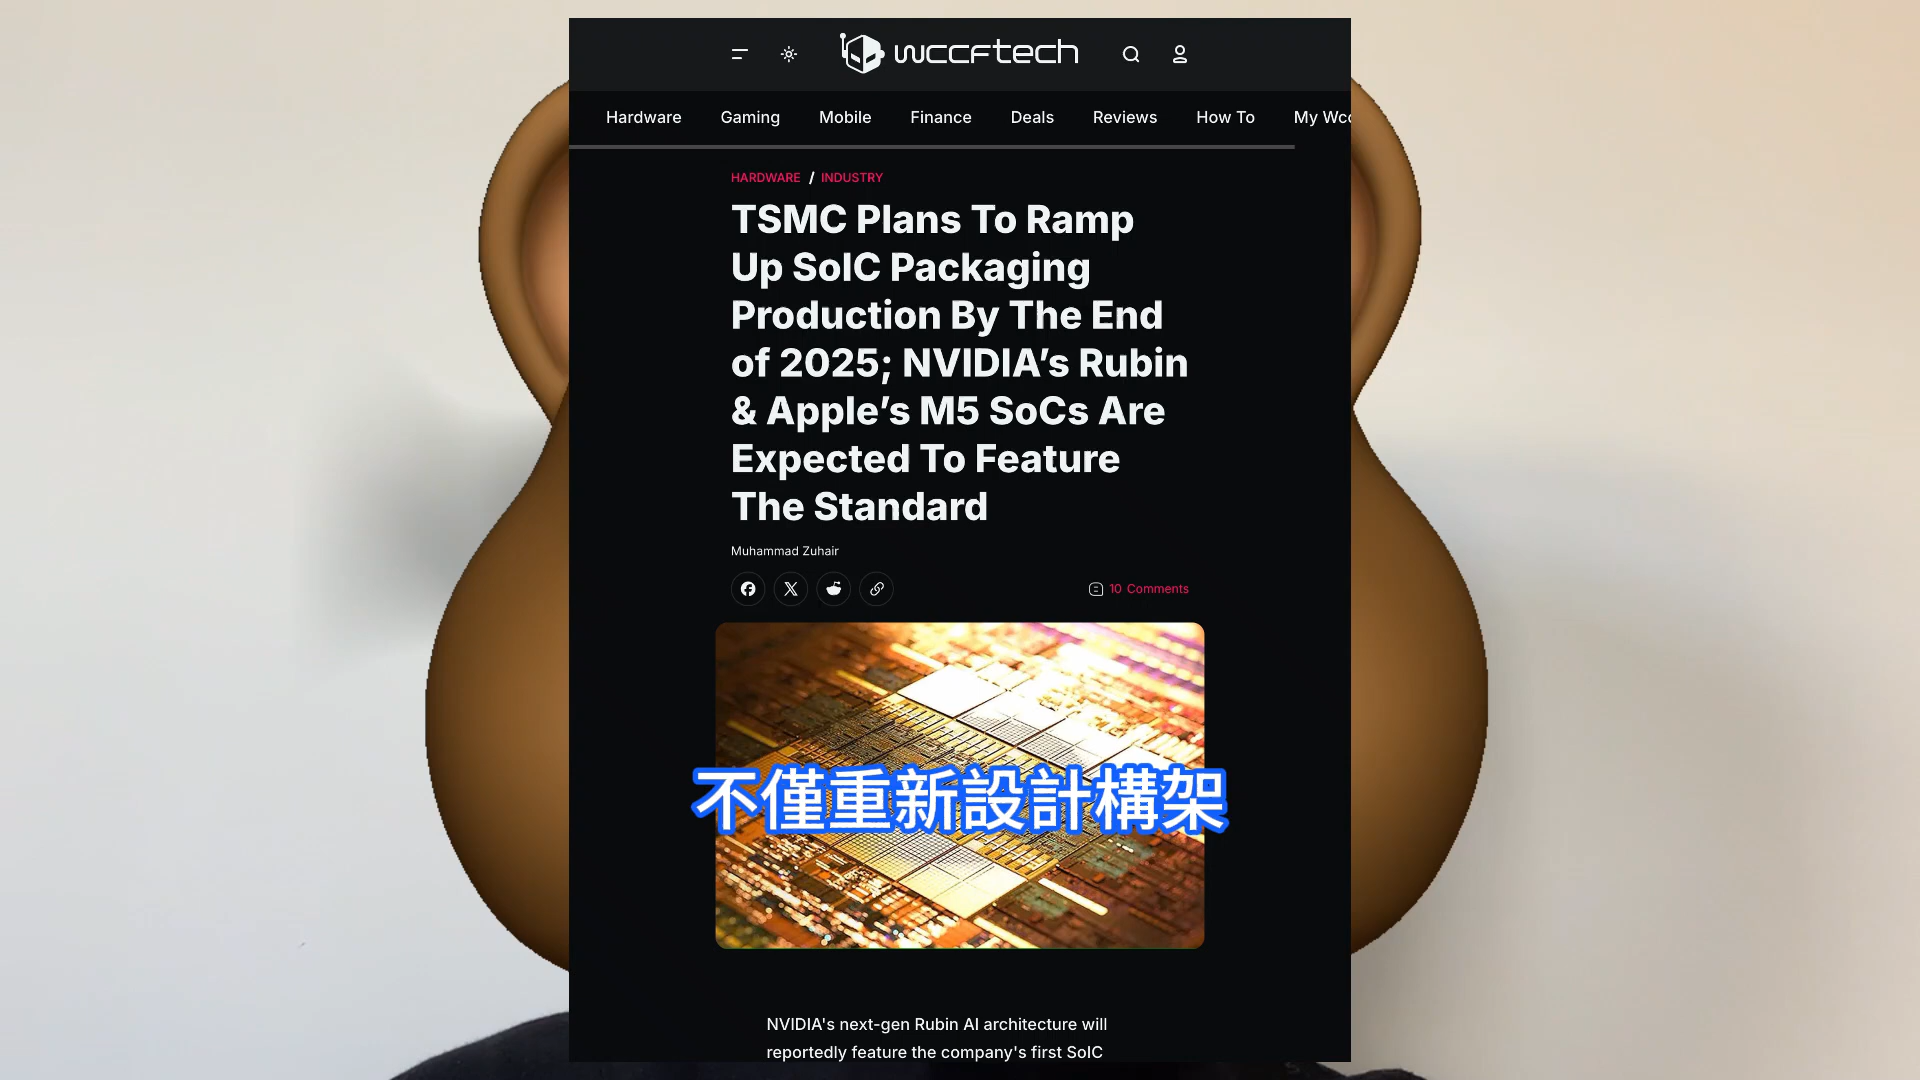 wccftech
Hardware Gaming Mobile Finance Deals Reviews How To My Wcc
HARDWARE / INDUSTRY
TSMC Plans To Ramp
Up SoIC Packaging
Production By The End
of 2025; NVIDIA’s Rubin
& Apple’s M5 SoCs Are
Expected To Feature
The Standard
Muhammad Zuhair
10 Comments
不僅重新設計構架
NVIDIA's next-gen Rubin AI architecture will
reportedly feature the company's first SoIC